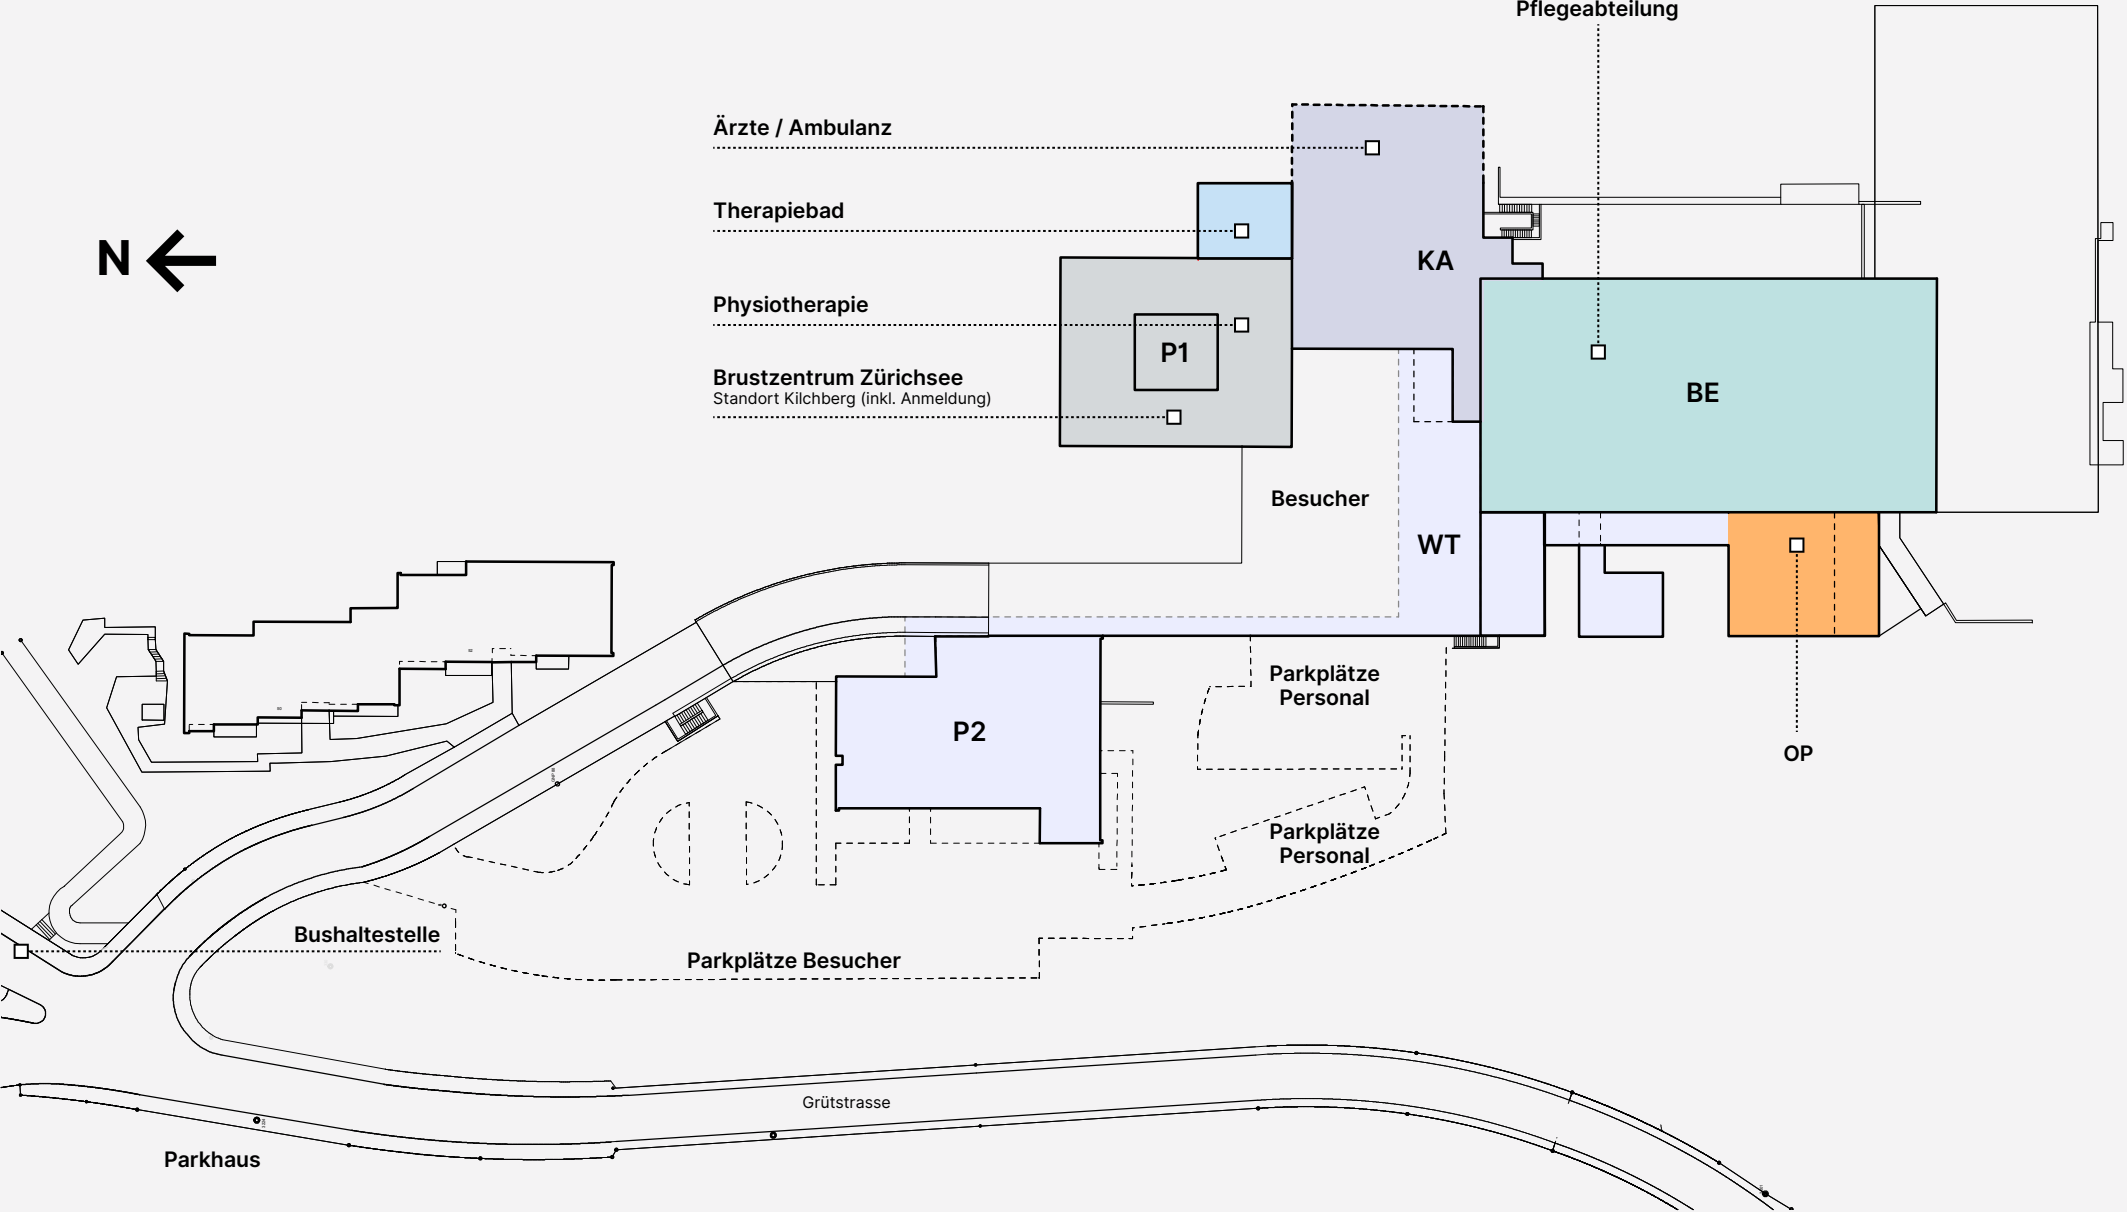 Pflegeabteilung
Ärzte / Ambulanz
Therapiebad
N
KA
Physiotherapie
P1
Brustzentrum Zürichsee
Standort Kilchberg (inkl. Anmeldung)
BE
Besucher
WT
Parkplätze
Personal
P2
OP
Parkplätze
Personal
Bushaltestelle
Parkplätze Besucher
Grütstrasse
Parkhaus